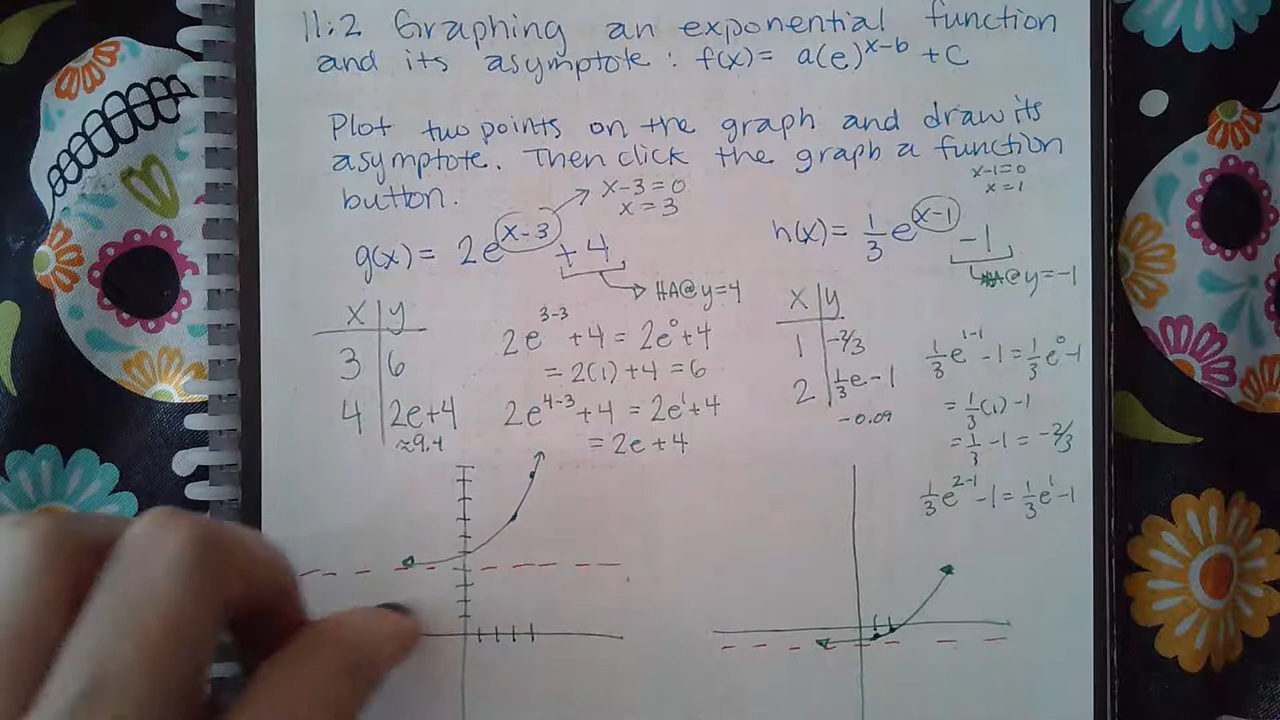 11.2 Graphing an exponential function
and its asymptote: f(x) = a(e)^x-b + C
Plot two points on the graph and draw its
asymptote. Then click the graph a function
button.
x-3=0
x=3
g(x) = 2e^x-3 + 4
HA@y=4
x | y
3 | 6
4 | 2e+4
≈9.4
2e^3-3 + 4 = 2e^0 + 4
= 2(1) + 4 = 6
2e^4-3 + 4 = 2e^1 + 4
= 2e + 4
x-1=0
x=1
h(x) = 1/3 e^x-1 - 1
HA@y=-1
x | y
1 | -2/3
2 | 1/3e-1
-0.09
1/3 e^1-1 - 1 = 1/3 e^0 - 1
= 1/3(1) - 1
= 1/3 - 1 = -2/3
1/3 e^2-1 - 1 = 1/3 e^1 - 1